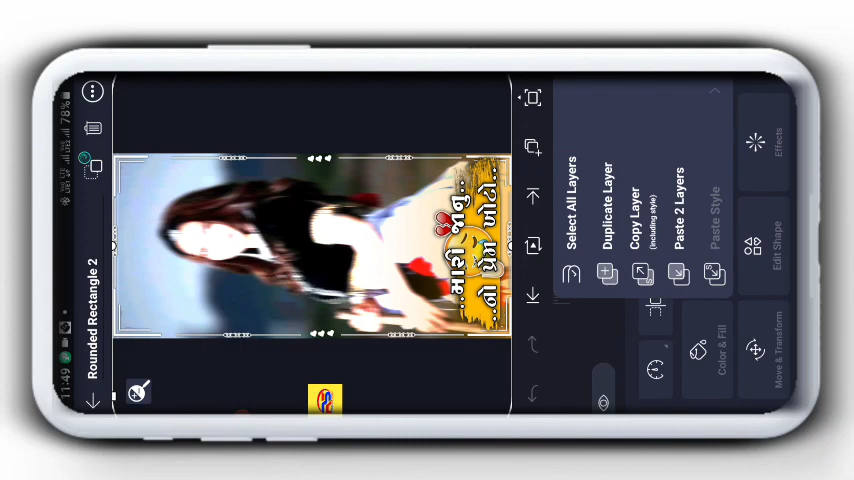 11:49
78%
Rounded Rectangle 2
..મારી જાનુ..
..નો પ્રેમ ખોટો..
Select All Layers
Duplicate Layer
Copy Layer
(including style)
Paste 2 Layers
Paste Style
Color & Fill
Effects
Edit Shape
Move & Transform